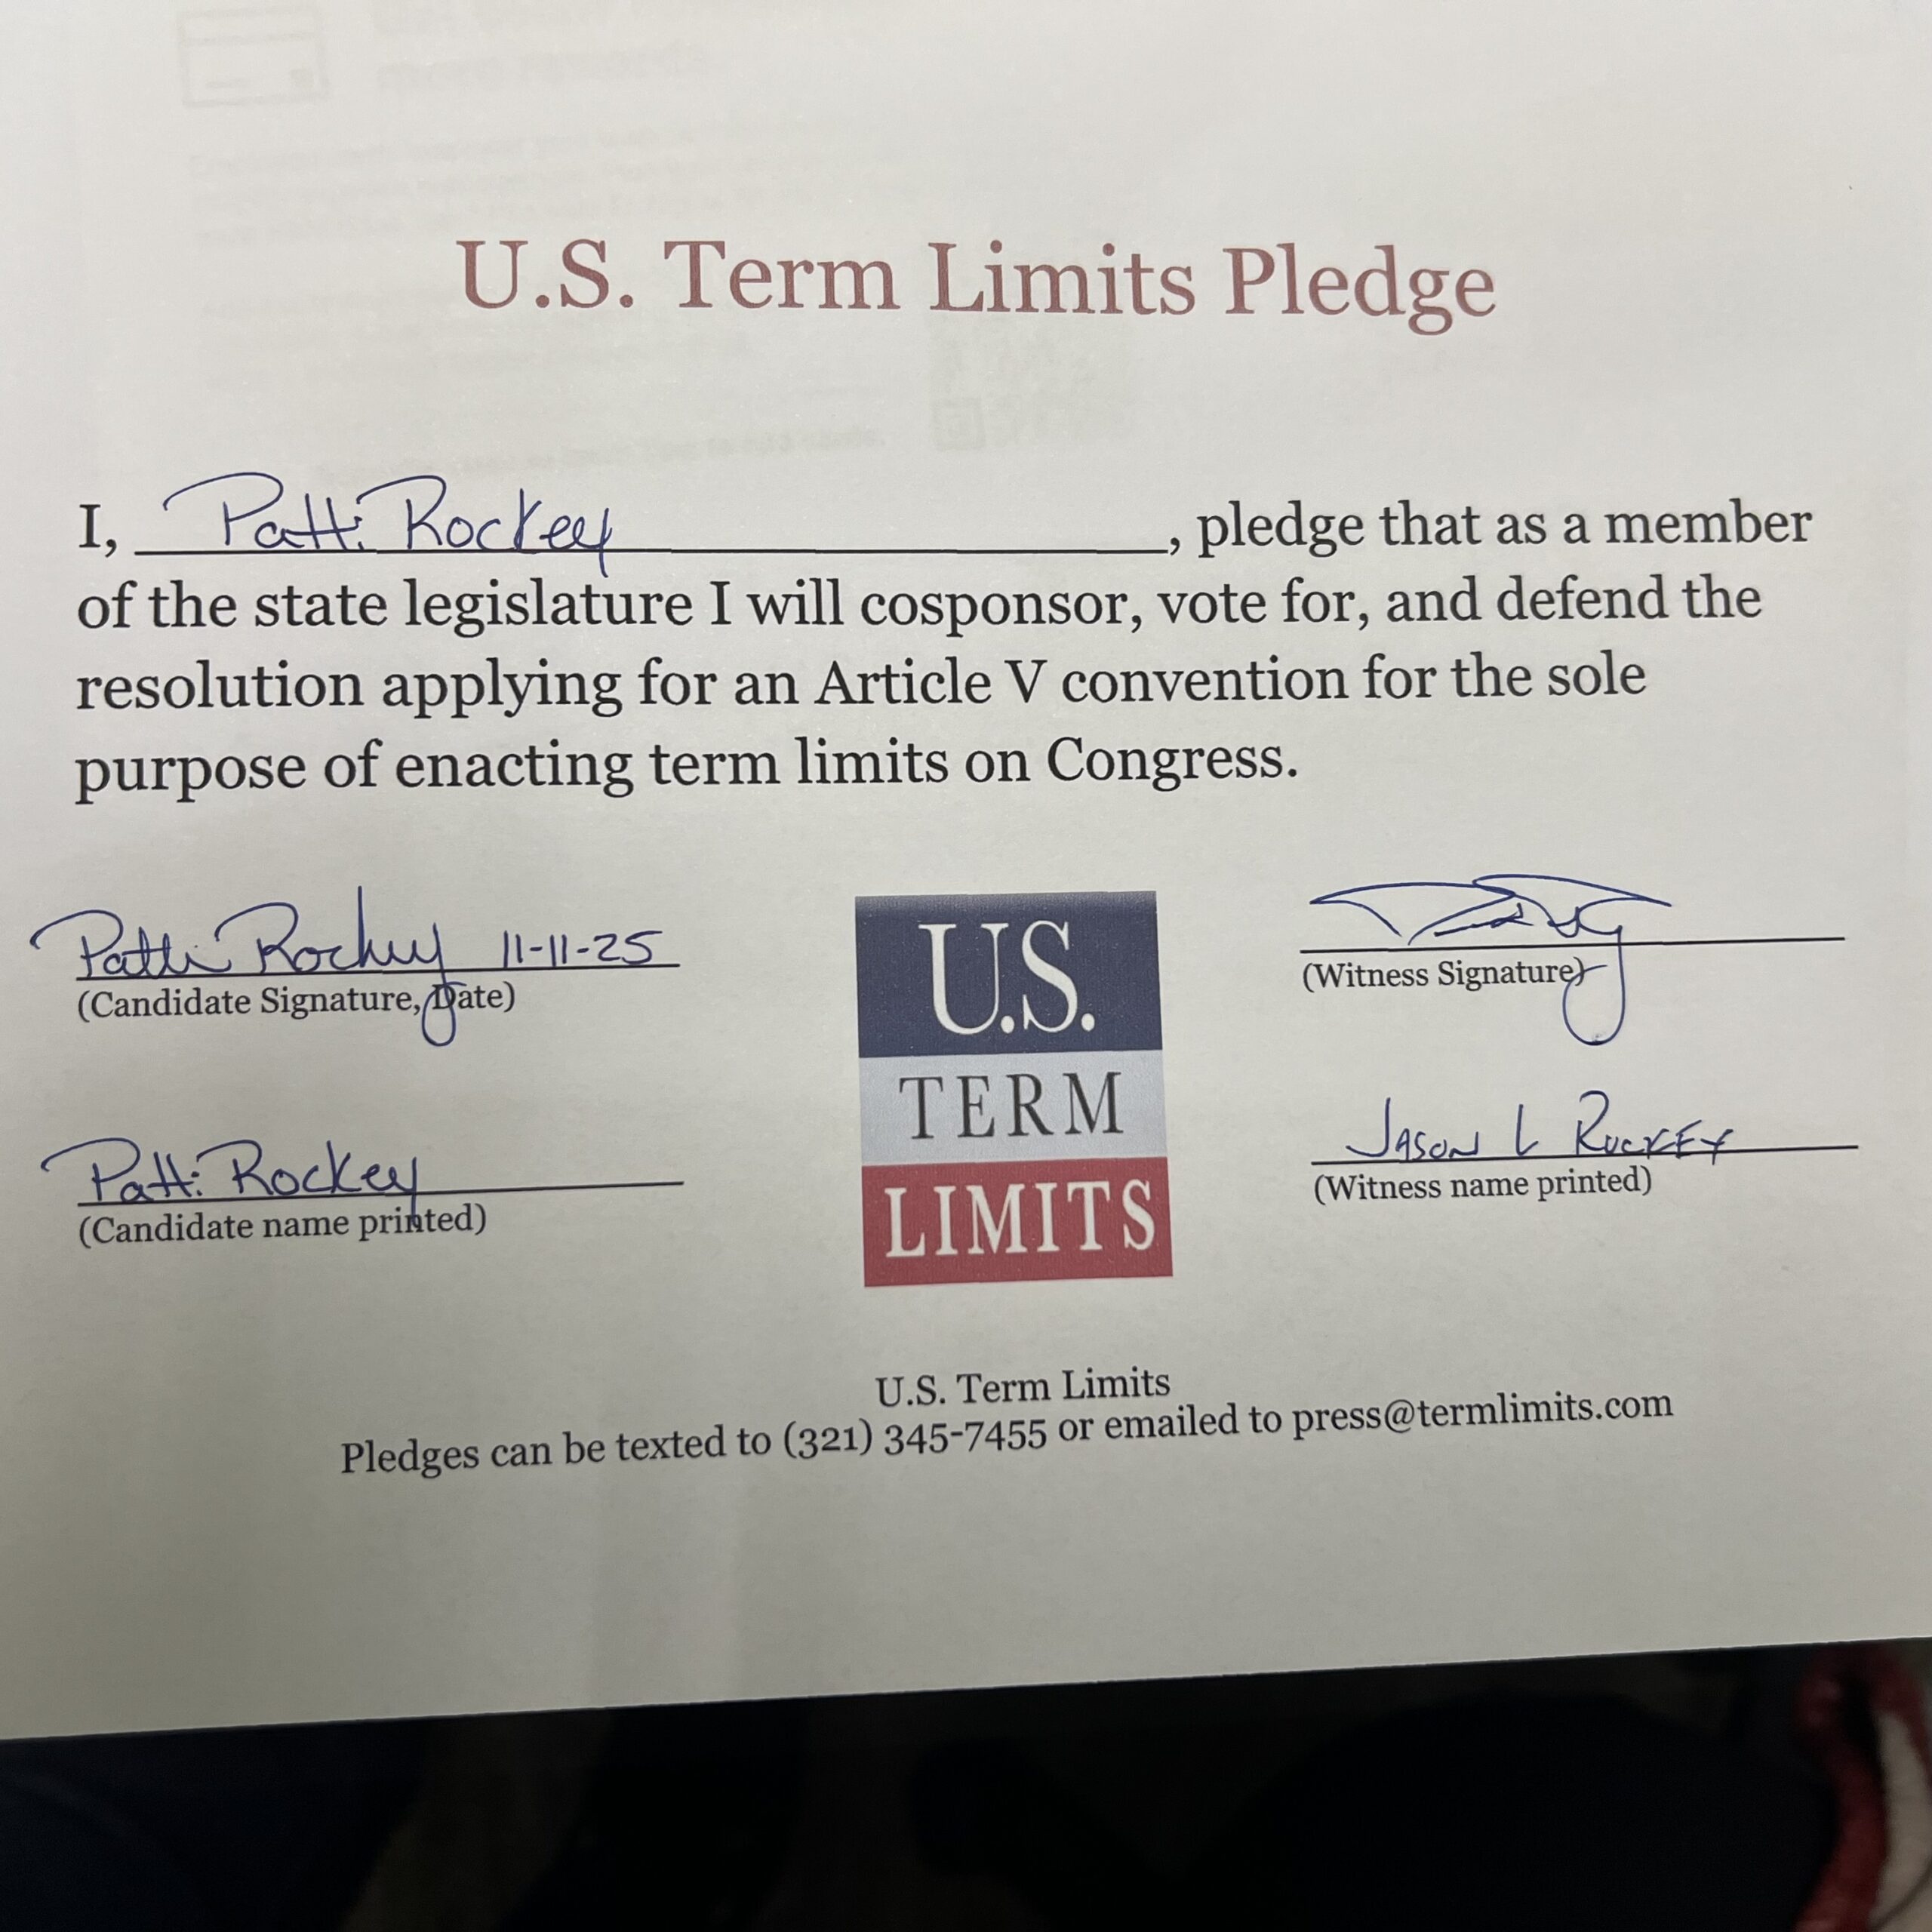 U.S. Term Limits Pledge
I, Patti Rockey, pledge that as a member
of the state legislature I will cosponsor, vote for, and defend the
resolution applying for an Article V convention for the sole
purpose of enacting term limits on Congress.
Patti Rockey 11-11-25
(Candidate Signature, Date)
(Witness Signature)
Patti Rockey
(Candidate name printed)
Jason L Rockey
(Witness name printed)
U.S.
TERM
LIMITS
U.S. Term Limits
Pledges can be texted to (321) 345-7455 or emailed to press@termlimits.com